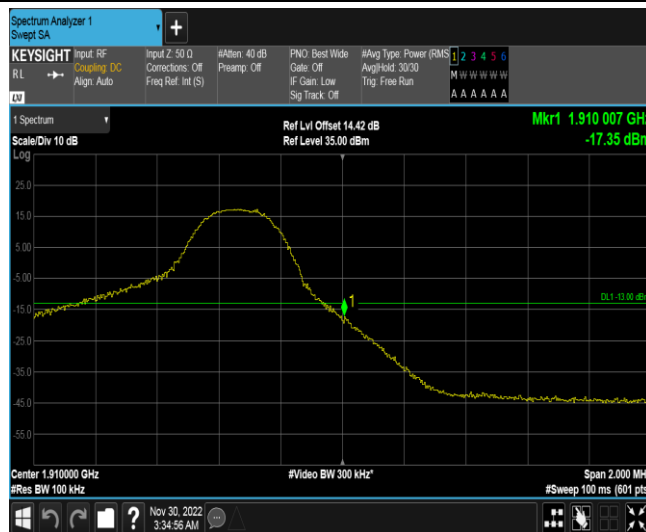 Spectrum Analyzer 1
Swept SA
+
KEYSIGHT
RL
LXI
Input: RF
Coupling: DC
Align: Auto
Input Z: 50 Ω
Corrections: Off
Freq Ref: Int (S)
#Atten: 40 dB
Preamp: Off
PNO: Best Wide
Gate: Off
IF Gain: Low
Sig Track: Off
#Avg Type: Power (RMS
Avg|Hold: 30/30
Trig: Free Run
1 2 3 4 5 6
M W W W W W
A A A A A A
1 Spectrum
Scale/Div 10 dB
Ref Lvl Offset 14.42 dB
Ref Level 35.00 dBm
Mkr1 1.910 007 GHz
-17.35 dBm
Log
25.0
15.0
5.00
-5.00
-15.0
-25.0
-35.0
-45.0
-55.0
1
DL1 -13.00 dBm
Center 1.910000 GHz
#Res BW 100 kHz
#Video BW 300 kHz*
Span 2.000 MH
#Sweep 100 ms (601 pts
?
Nov 30, 2022
3:34:56 AM